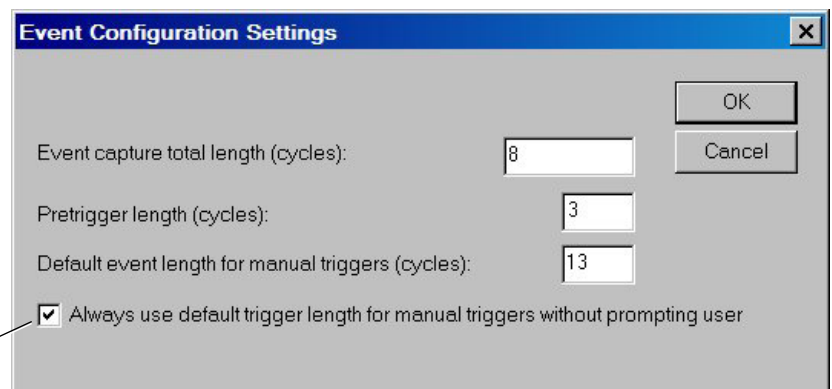 Event Configuration Settings
OK
Event capture total length (cycles): 8
Cancel
Pretrigger length (cycles): 3
Default event length for manual triggers (cycles): 13
Always use default trigger length for manual triggers without prompting user